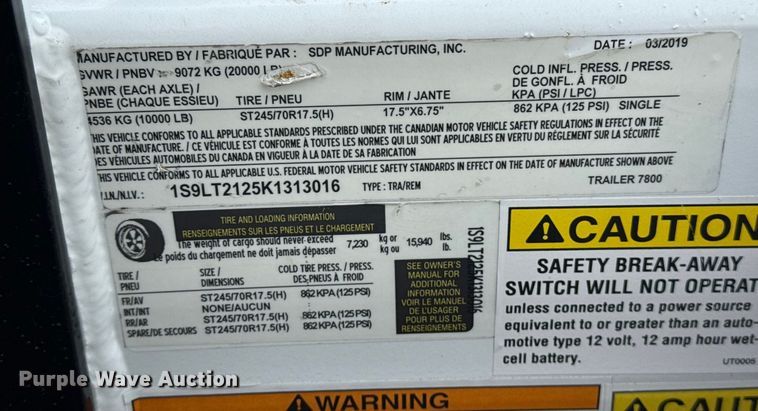 MANUFACTURED BY / FABRIQUÉ PAR : SDP MANUFACTURING, INC. DATE : 03/2019
GVWR / PNBV 9072 KG (20000 LB)
GAWR (EACH AXLE) / PNBE (CHAQUE ESSIEU) TIRE / PNEU RIM / JANTE COLD INFL. PRESS. / PRESS DE GONFL. À FROID KPA (PSI / LPC)
4536 KG (10000 LB) ST245/70R17.5(H) 17.5"X6.75" 862 KPA (125 PSI) SINGLE
THIS VEHICLE CONFORMS TO ALL APPLICABLE STANDARDS PRESCRIBED UNDER THE CANADIAN MOTOR VEHICLE SAFETY REGULATIONS IN EFFECT ON THE
DATE OF MANUFACTURE. / CE VÉHICULE EST CONFORME À TOUTES LES NORMES QUI LUI SONT APPLICABLES EN VERTU DU RÈGLEMENT SUR LA SÉCURITÉ
DES VÉHICULES AUTOMOBILES DU CANADA EN VIGUEUR À LA DATE DE SA FABRICATION
THIS VEHICLE CONFORMS TO ALL APPLICABLE U.S. FEDERAL MOTOR VEHICLE SAFETY STANDARDS IN EFFECT ON THE DATE OF MANUFACTURE SHOWN ABOVE
V.I.N./N.I.V.: 1S9LT2125K1313016 TYPE : TRA/REM TRAILER 7800
TIRE AND LOADING INFORMATION
RENSEIGNEMENTS SUR LES PNEUS ET LE CHARGEMENT
The weight of cargo should never exceed 7,230 kg or 15,940 lbs.
Le poids du chargement ne doit jamais dépasser kg ou lb.
TIRE / PNEU SIZE / DIMENSIONS COLD TIRE PRESS. / PRESS DES PNEUS À FROID
FR/AV ST245/70R17.5(H) 862 KPA (125 PSI)
INT/INT NONE/AUCUN
RR/AR ST245/70R17.5(H) 862 KPA (125 PSI)
SPARE/DE SECOURS ST245/70R17.5(H) 862 KPA (125 PSI)
SEE OWNER'S
MANUAL FOR
ADDITIONAL
INFORMATION
VOIR LE MANUEL
DE L'USAGER
POUR PLUS DE
RENSEIGNEMENTS
1S9LT2125K1313016
CAUTION
SAFETY BREAK-AWAY
SWITCH WILL NOT OPERAT
unless connected to a power source
equivalent to or greater than an auto-
motive type 12 volt, 12 amp hour wet-
cell battery.
UT0005
WARNING
CAUTION
Purple Wave Auction